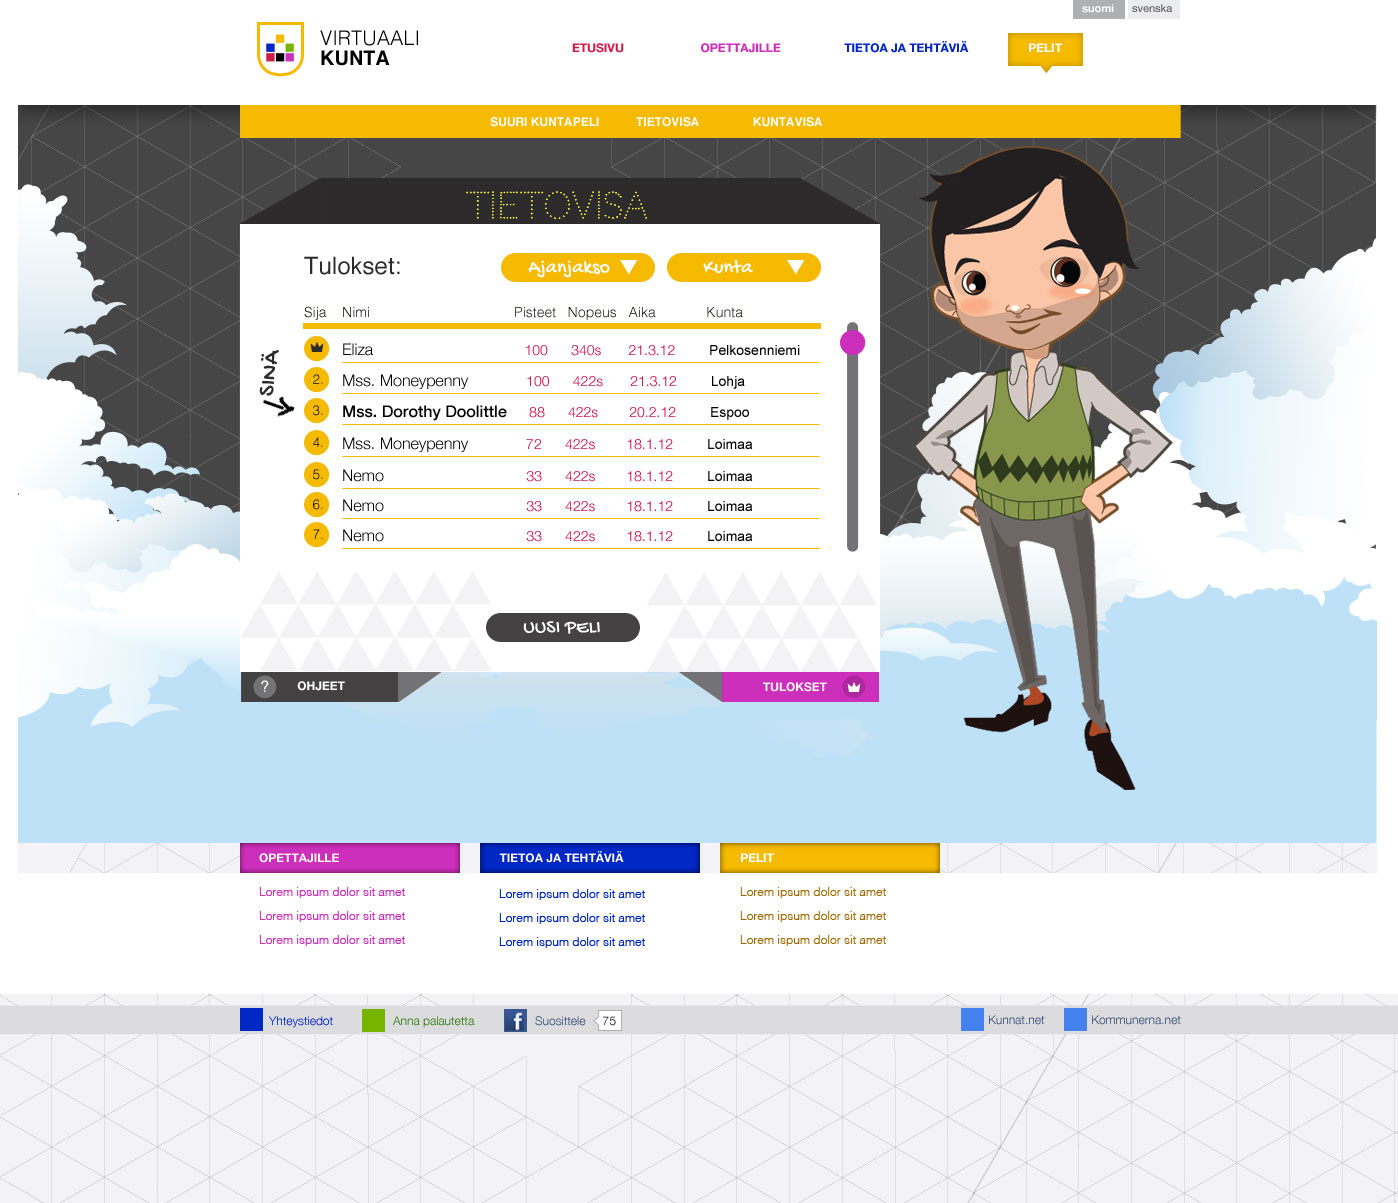 suomi svenska
VIRTUAALI
KUNTA
ETUSIVU OPETTAJILLE TIETOA JA TEHTÄVIÄ PELIT
SUURI KUNTAPELI TIETOVISA KUNTAVISA
TIETOVISA
Tulokset: Ajanjakso Kunta
Sija Nimi Pisteet Nopeus Aika Kunta
Eliza 100 340s 21.3.12 Pelkosenniemi
2. Mss. Moneypenny 100 422s 21.3.12 Lohja
SINÄ
3. Mss. Dorothy Doolittle 88 422s 20.2.12 Espoo
4. Mss. Moneypenny 72 422s 18.1.12 Loimaa
5. Nemo 33 422s 18.1.12 Loimaa
6. Nemo 33 422s 18.1.12 Loimaa
7. Nemo 33 422s 18.1.12 Loimaa
UUSI PELI
? OHJEET TULOKSET
OPETTAJILLE TIETOA JA TEHTÄVIÄ PELIT
Lorem ipsum dolor sit amet Lorem ipsum dolor sit amet Lorem ipsum dolor sit amet
Lorem ipsum dolor sit amet Lorem ipsum dolor sit amet Lorem ipsum dolor sit amet
Lorem ispum dolor sit amet Lorem ispum dolor sit amet Lorem ispum dolor sit amet
Yhteystiedot Anna palautetta f Suosittele 75 Kunnat.net Kommunerna.net